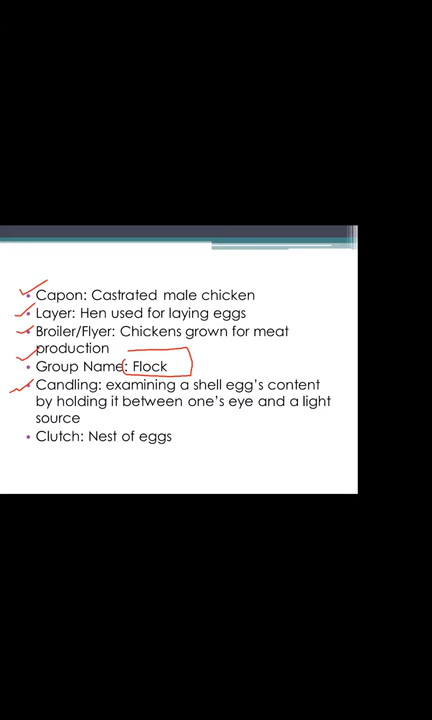 • Capon: Castrated male chicken
• Layer: Hen used for laying eggs
• Broiler/Flyer: Chickens grown for meat
production
• Group Name: Flock
• Candling: examining a shell egg's content
by holding it between one's eye and a light
source
• Clutch: Nest of eggs